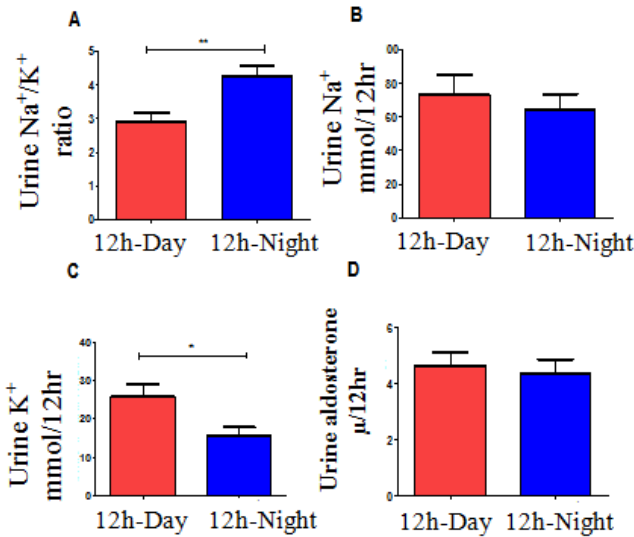 A
Urine Na⁺/K⁺
ratio
5
4
3
2
1
0
**
12h-Day 12h-Night
B
Urine Na⁺
mmol/12hr
00
80
60
40
20
00
12h-Day 12h-Night
C
Urine K⁺
mmol/12hr
40
30
20
10
0
*
12h-Day 12h-Night
D
Urine aldosterone
µ/12hr
6
4
2
0
12h-Day 12h-Night